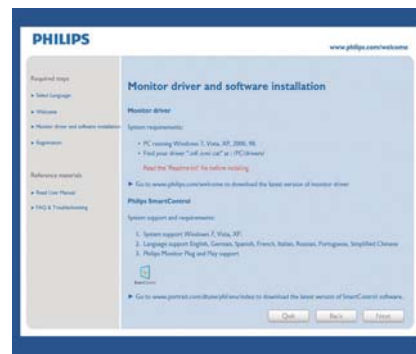 PHILIPS
www.philips.com/welcome
Required steps
Select Language
Welcome
Monitor driver and software installation
Registration
Reference materials
Read User Manual
FAQ & Troubleshooting
Monitor driver and software installation
Monitor driver
System requirements:
PC running Windows 7, Vista, XP, 2000, 98.
Find your driver ".inf/.icm/.cat" at : /PC/drivers/
Read the "Readme.txt" file before installing.
Go to www.philips.com/welcome to download the latest version of monitor driver
Philips SmartControl
System support and requirements:
1. System support Windows 7, Vista, XP.
2. Language support English, German, Spanish, French, Italian, Russian, Portuguese, Simplified Chinese
3. Philips Monitor Plug and Play support
SmartControl
Go to www.portrait.com/dtune/phl/enu/index to download the latest version of SmartControl software.
Quit
Back
Next